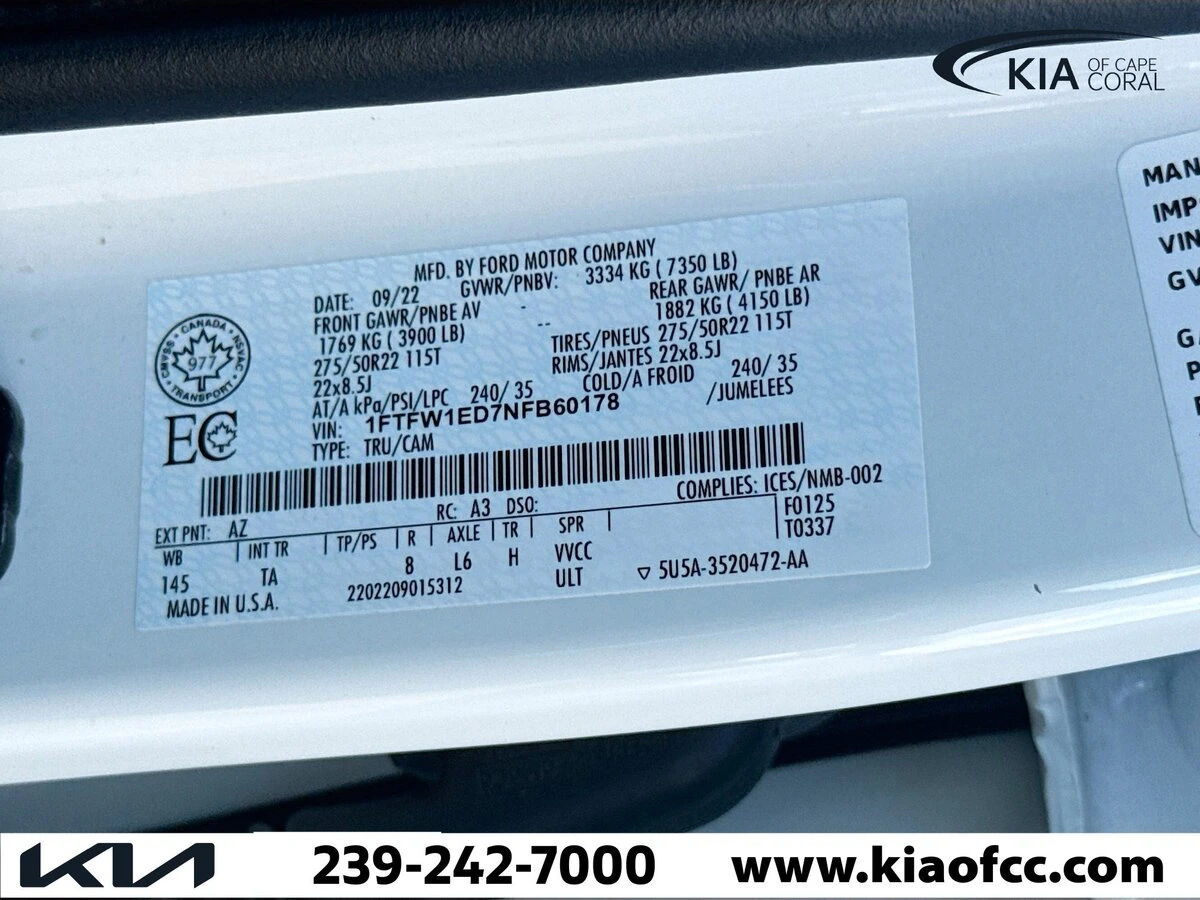 KIA OF CAPE CORAL
MFD. BY FORD MOTOR COMPANY
DATE: 09/22 GVWR/PNBV: 3334 KG ( 7350 LB)
FRONT GAWR/PNBE AV - REAR GAWR/ PNBE AR
1769 KG ( 3900 LB) -- 1882 KG ( 4150 LB)
275/50R22 115T TIRES/PNEUS 275/50R22 115T
22x8.5J RIMS/JANTES 22x8.5J
AT/A kPa/PSI/LPC 240/ 35 COLD/A FROID 240/ 35
VIN: 1FTFW1ED7NFB60178 /JUMELEES
TYPE: TRU/CAM
CANADA
CMVSS NSVAC
977
TRANSPORT
EC
COMPLIES: ICES/NMB-002
EXT PNT: AZ RC: A3 DSO: F0125
WB INT TR TP/PS R AXLE TR SPR T0337
145 TA 8 L6 H VVCC
MADE IN U.S.A. 2202209015312 ULT ▽ 5U5A-3520472-AA
MAN
IMP
VIN
GV
G
P
KIA 239-242-7000 www.kiaofcc.com